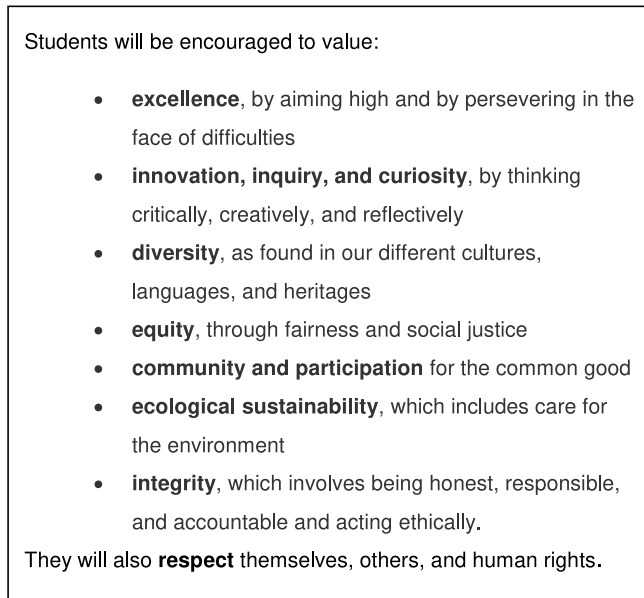 Students will be encouraged to value:
• excellence, by aiming high and by persevering in the
face of difficulties
• innovation, inquiry, and curiosity, by thinking
critically, creatively, and reflectively
• diversity, as found in our different cultures,
languages, and heritages
• equity, through fairness and social justice
• community and participation for the common good
• ecological sustainability, which includes care for
the environment
• integrity, which involves being honest, responsible,
and accountable and acting ethically.
They will also respect themselves, others, and human rights.